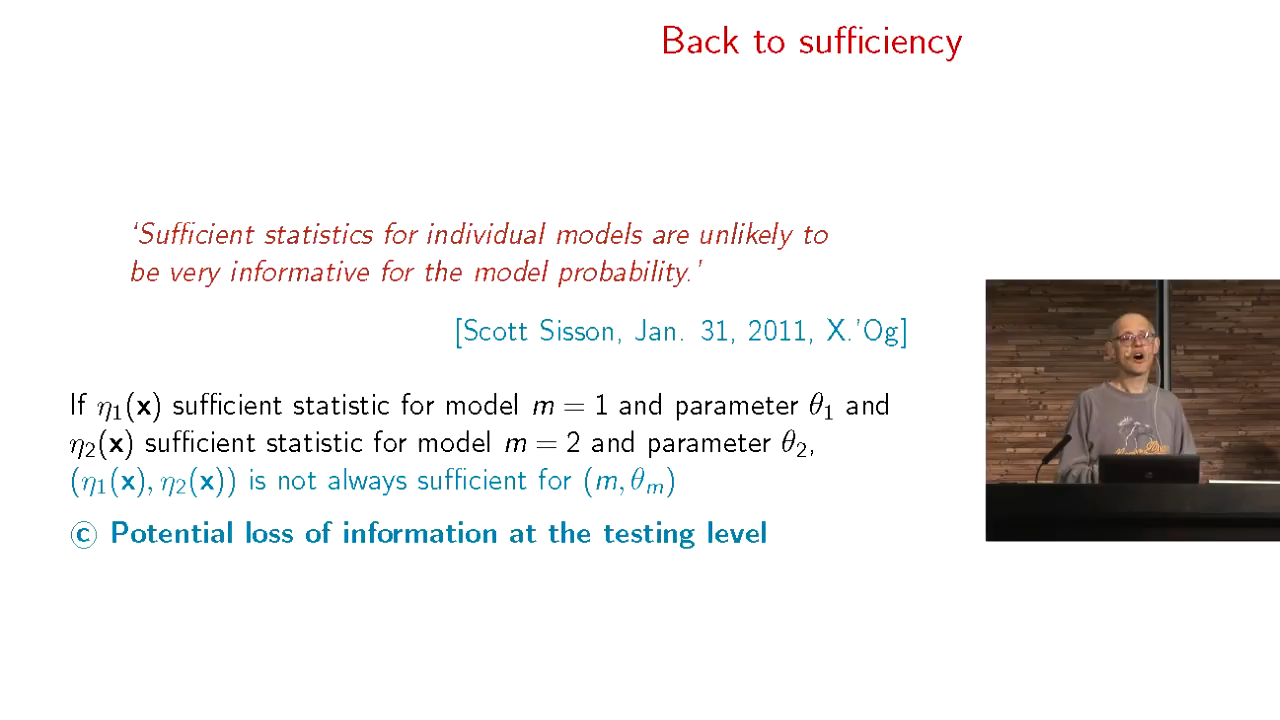 Back to sufficiency
‘Sufficient statistics for individual models are unlikely to
be very informative for the model probability.’
[Scott Sisson, Jan. 31, 2011, X.’Og]
If η₁(x) sufficient statistic for model m = 1 and parameter θ₁ and
η₂(x) sufficient statistic for model m = 2 and parameter θ₂,
(η₁(x), η₂(x)) is not always sufficient for (m, θₘ)
ⓒ Potential loss of information at the testing level